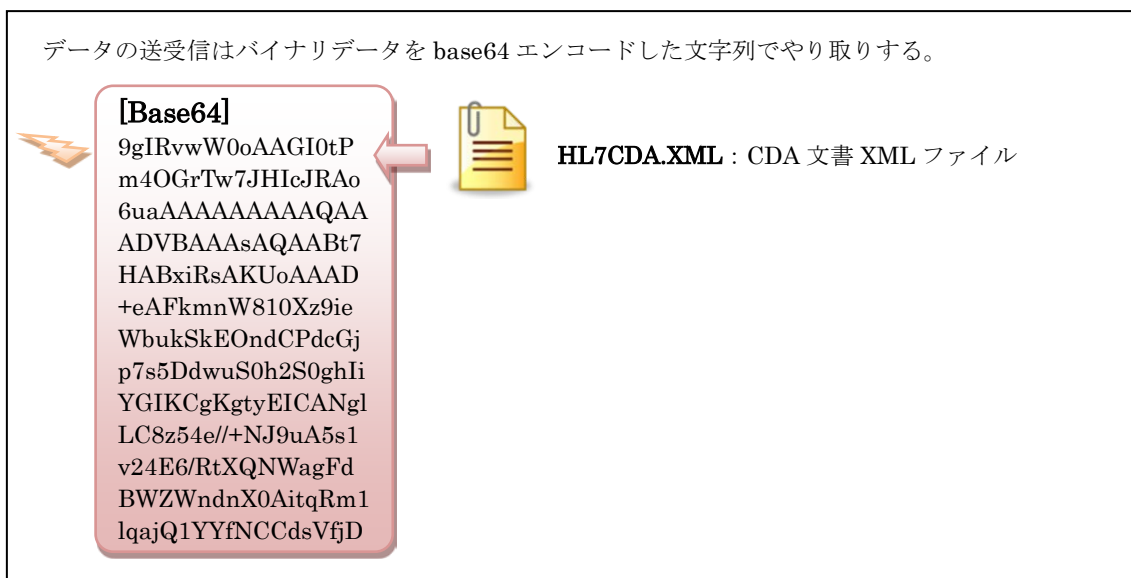 データの送受信はバイナリデータを base64 エンコードした文字列でやり取りする。
[Base64]
9gIRvwW0oAAGI0tP
m4OGrTw7JHIcJRAo
6uaAAAAAAAAAQAA
ADVBAAAsAQAABt7
HABxiRsAKUoAAAD
+eAFkmnW810Xz9ie
WbukSkEOndCPdcGj
p7s5DdwuS0h2S0ghIi
YGIKCgKgtyEICANgl
LC8z54e//+NJ9uA5s1
v24E6/RtXQNWagFd
BWZWndnX0AitqRm1
lqajQ1YYfNCCdsVfjD
HL7CDA.XML：CDA 文書 XML ファイル